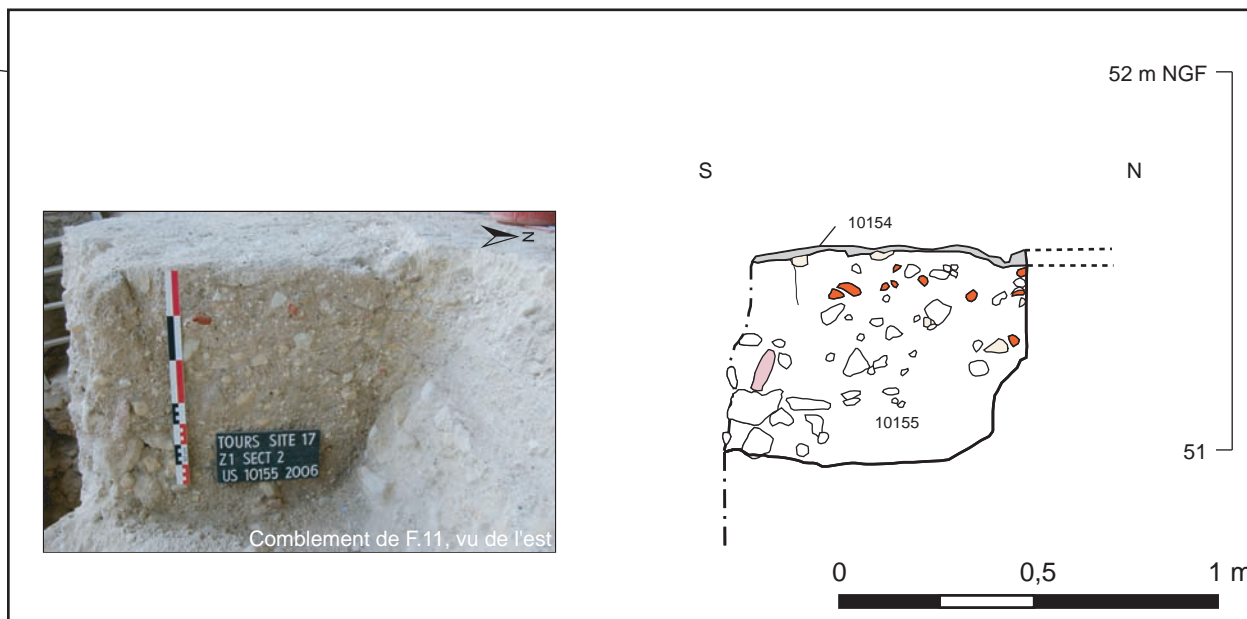 52 m NGF
S
N
10154
N
TOURS SITE 17
Z1 SECT 2
US 10155 2006
10155
51
Comblement de F.11, vu de l'est
0
0,5
1 m